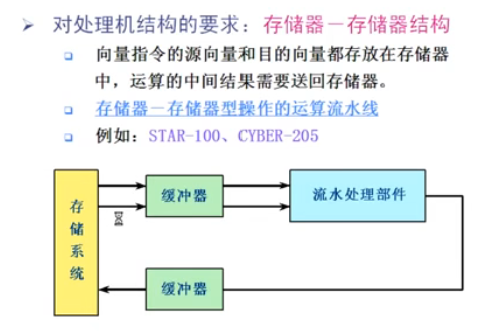 对处理机结构的要求：存储器－存储器结构
向量指令的源向量和目的向量都存放在存储器
中，运算的中间结果需要送回存储器。
存储器－存储器型操作的运算流水线
例如：STAR-100、CYBER-205
存储系统
缓冲器
流水处理部件
缓冲器